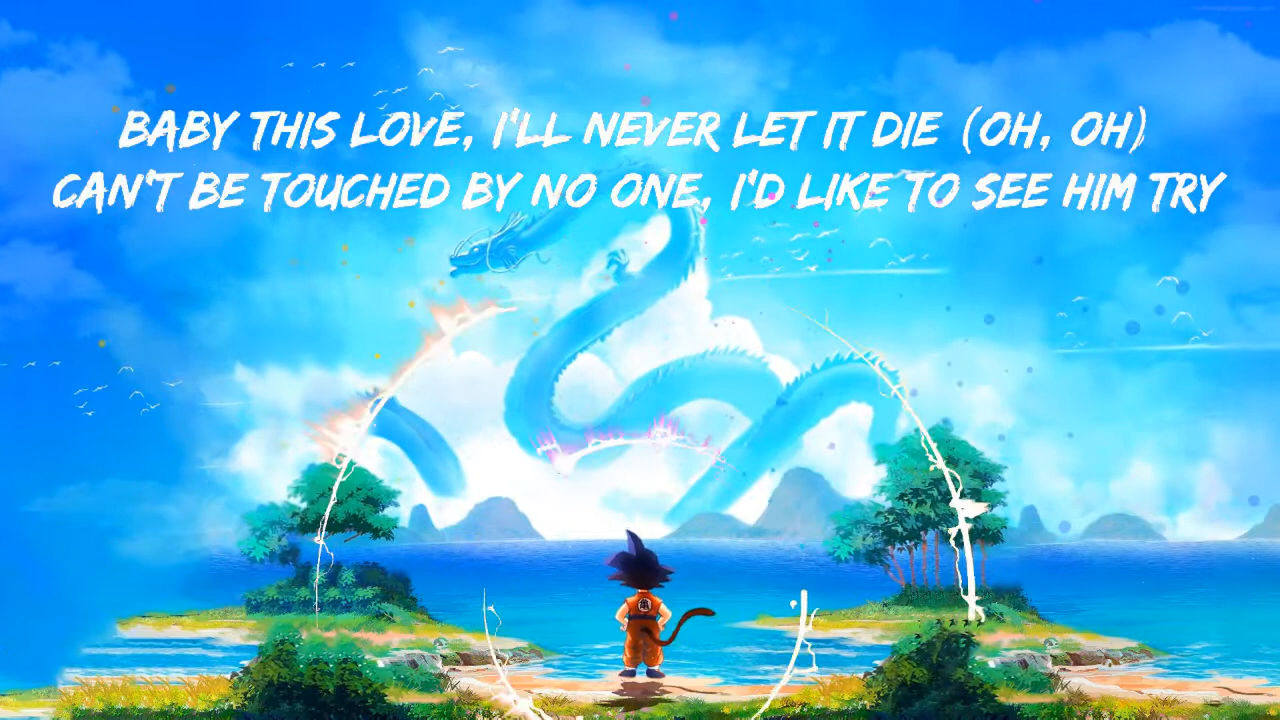 BABY THIS LOVE, I'LL NEVER LET IT DIE (OH, OH)
CAN'T BE TOUCHED BY NO ONE, I'D LIKE TO SEE HIM TRY